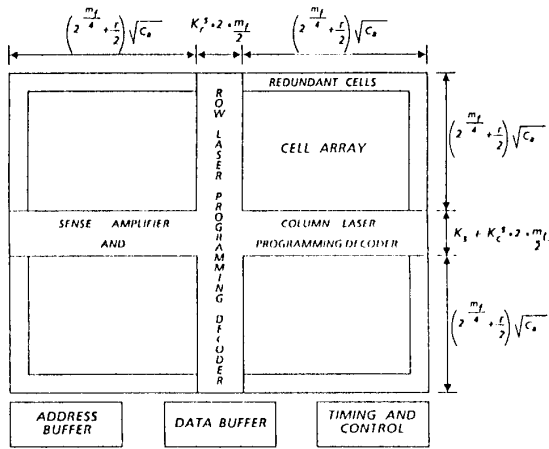 (2^(m_f/4) + r/2) √C_a
K_r^s * 2 * m_f/2
(2^(m_f/4) + r/2) √C_a
REDUNDANT CELLS
CELL ARRAY
(2^(m_f/4) + r/2) √C_a
ROW LASER PROGRAMMING DECODER
SENSE AMPLIFIER
AND
COLUMN LASER
PROGRAMMING DECODER
K_s + K_c^s * 2 * m_f/2
(2^(m_f/4) + r/2) √C_a
ADDRESS
BUFFER
DATA BUFFER
TIMING AND
CONTROL